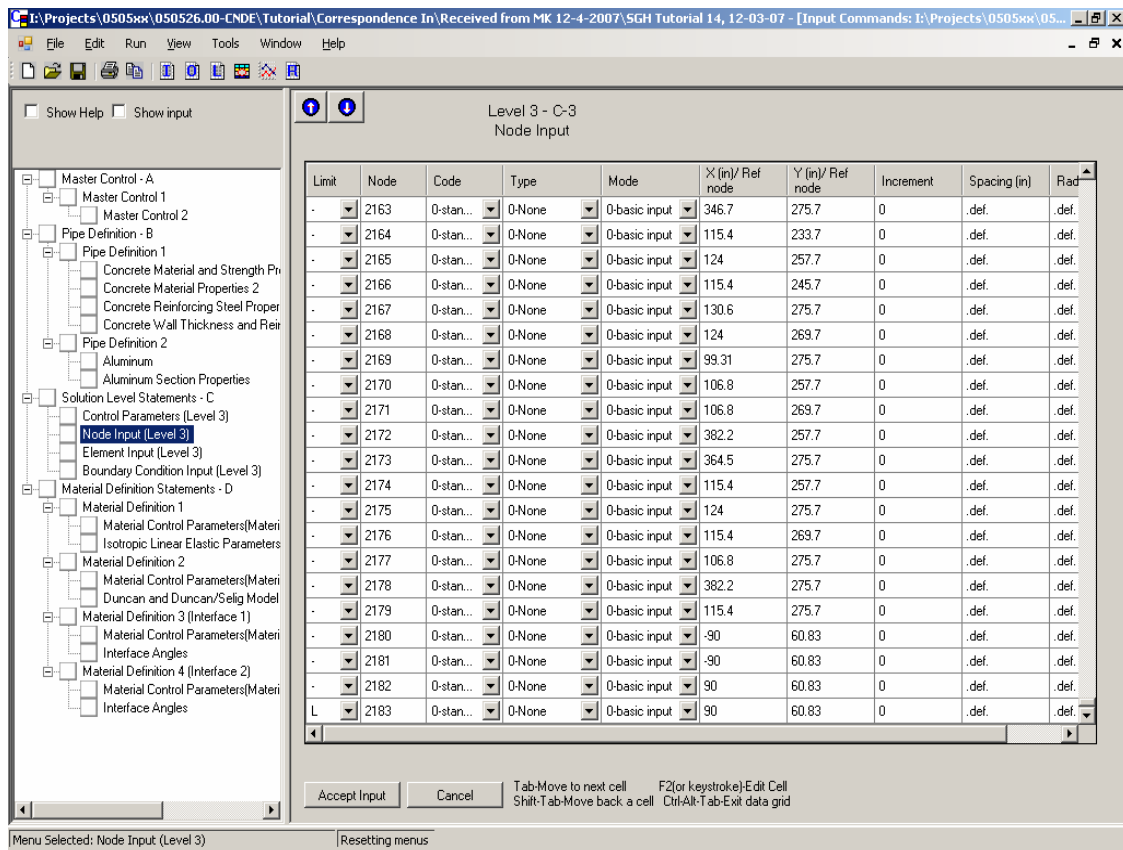 I:\Projects\0505xx\050526.00-CNDE\Tutorial\Correspondence In\Received from MK 12-4-2007\SGH Tutorial 14, 12-03-07 - [Input Commands: I:\Projects\0505xx\05...
File Edit Run View Tools Window Help
Show Help Show input
Level 3 - C-3
Node Input
Master Control - A
Master Control 1
Master Control 2
Pipe Definition - B
Pipe Definition 1
Concrete Material and Strength Pr
Concrete Material Properties 2
Concrete Reinforcing Steel Proper
Concrete Wall Thickness and Rei
Pipe Definition 2
Aluminum
Aluminum Section Properties
Solution Level Statements - C
Control Parameters (Level 3)
Node Input (Level 3)
Element Input (Level 3)
Boundary Condition Input (Level 3)
Material Definition Statements - D
Material Definition 1
Material Control Parameters(Materi
Isotropic Linear Elastic Parameters
Material Definition 2
Material Control Parameters(Materi
Duncan and Duncan/Selig Model
Material Definition 3 (Interface 1)
Material Control Parameters(Materi
Interface Angles
Material Definition 4 (Interface 2)
Material Control Parameters(Materi
Interface Angles
Limit Node Code Type Mode X (in)/ Ref node Y (in)/ Ref node Increment Spacing (in) Rad
- 2163 0-stan... 0-None 0-basic input 346.7 275.7 0 .def. .def.
- 2164 0-stan... 0-None 0-basic input 115.4 233.7 0 .def. .def.
- 2165 0-stan... 0-None 0-basic input 124 257.7 0 .def. .def.
- 2166 0-stan... 0-None 0-basic input 115.4 245.7 0 .def. .def.
- 2167 0-stan... 0-None 0-basic input 130.6 275.7 0 .def. .def.
- 2168 0-stan... 0-None 0-basic input 124 269.7 0 .def. .def.
- 2169 0-stan... 0-None 0-basic input 99.31 275.7 0 .def. .def.
- 2170 0-stan... 0-None 0-basic input 106.8 257.7 0 .def. .def.
- 2171 0-stan... 0-None 0-basic input 106.8 269.7 0 .def. .def.
- 2172 0-stan... 0-None 0-basic input 382.2 257.7 0 .def. .def.
- 2173 0-stan... 0-None 0-basic input 364.5 275.7 0 .def. .def.
- 2174 0-stan... 0-None 0-basic input 115.4 257.7 0 .def. .def.
- 2175 0-stan... 0-None 0-basic input 124 275.7 0 .def. .def.
- 2176 0-stan... 0-None 0-basic input 115.4 269.7 0 .def. .def.
- 2177 0-stan... 0-None 0-basic input 106.8 275.7 0 .def. .def.
- 2178 0-stan... 0-None 0-basic input 382.2 275.7 0 .def. .def.
- 2179 0-stan... 0-None 0-basic input 115.4 275.7 0 .def. .def.
- 2180 0-stan... 0-None 0-basic input -90 60.83 0 .def. .def.
- 2181 0-stan... 0-None 0-basic input -90 60.83 0 .def. .def.
- 2182 0-stan... 0-None 0-basic input 90 60.83 0 .def. .def.
L 2183 0-stan... 0-None 0-basic input 90 60.83 0 .def. .def.
Accept Input Cancel
Tab-Move to next cell F2(or keystroke)-Edit Cell
Shift-Tab-Move back a cell Ctrl-Alt-Tab-Exit data grid
Menu Selected: Node Input (Level 3) Resetting menus